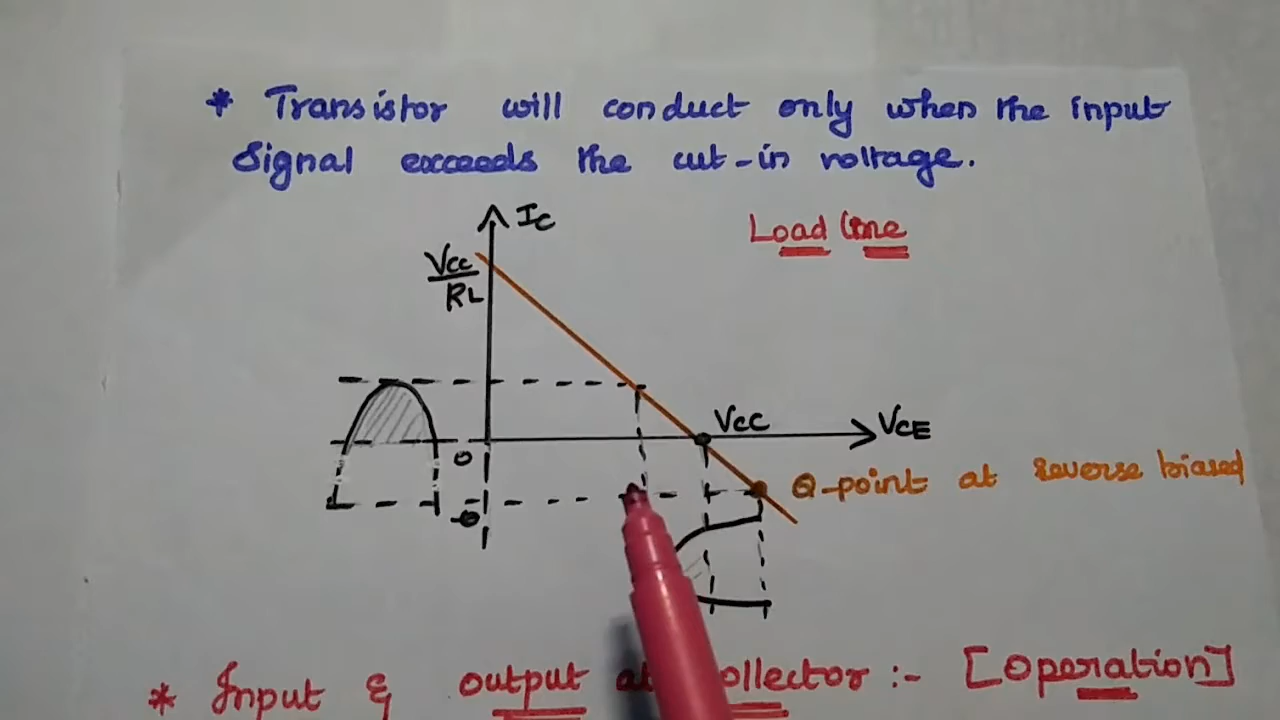 * Transistor will conduct only when the input
signal exceeds the cut-in voltage.
IC
Load line
VCC
RL
VCC
VCE
0
Q-point at reverse biased
-0
* Input & output at collector :- [Operation]